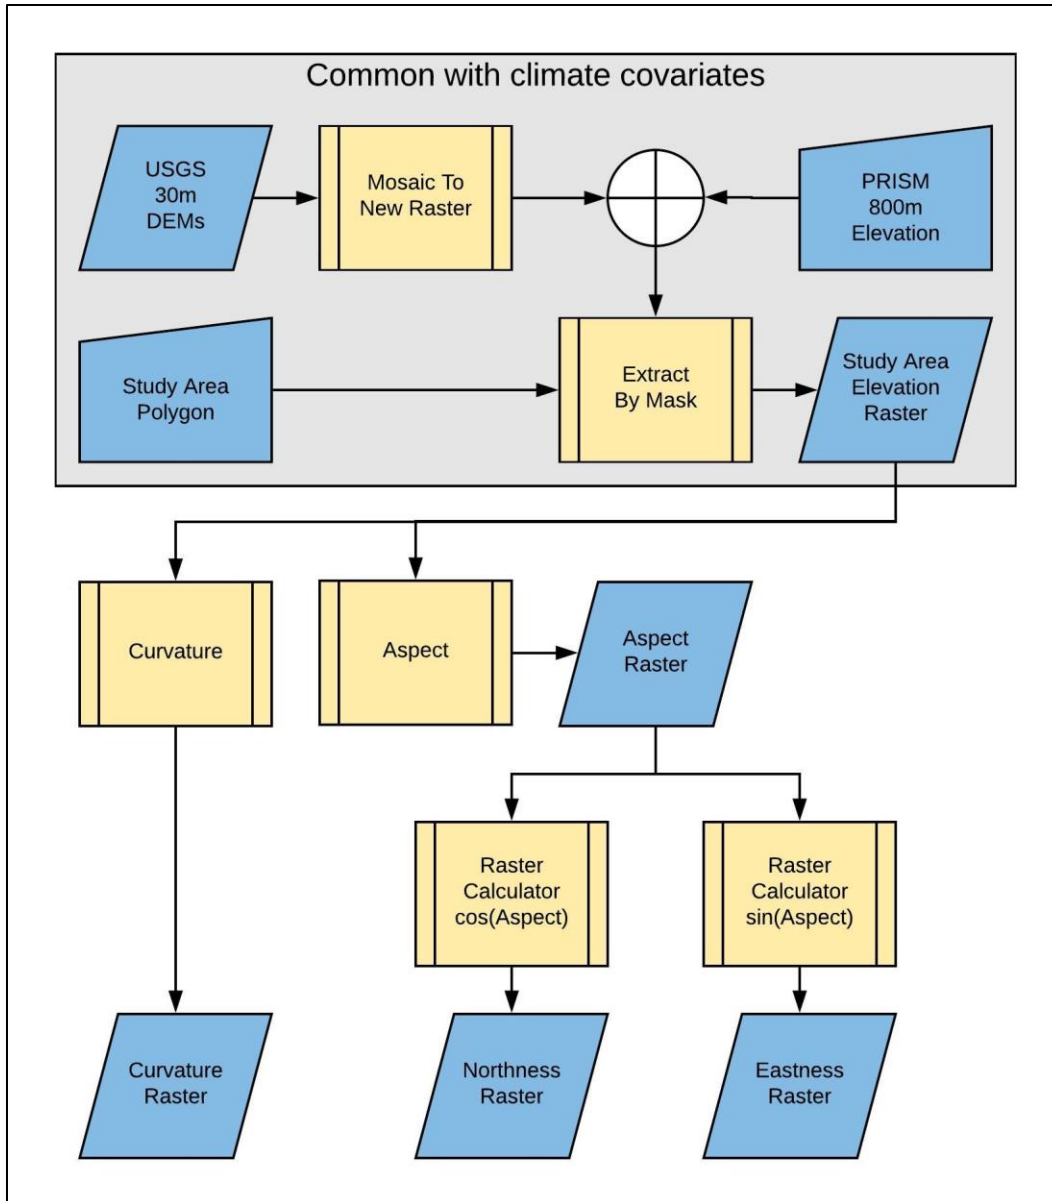 Common with climate covariates
USGS
30m
DEMs
Mosaic To
New Raster
PRISM
800m
Elevation
Study Area
Polygon
Extract
By Mask
Study Area
Elevation
Raster
Curvature
Aspect
Aspect
Raster
Raster
Calculator
cos(Aspect)
Raster
Calculator
sin(Aspect)
Curvature
Raster
Northness
Raster
Eastness
Raster